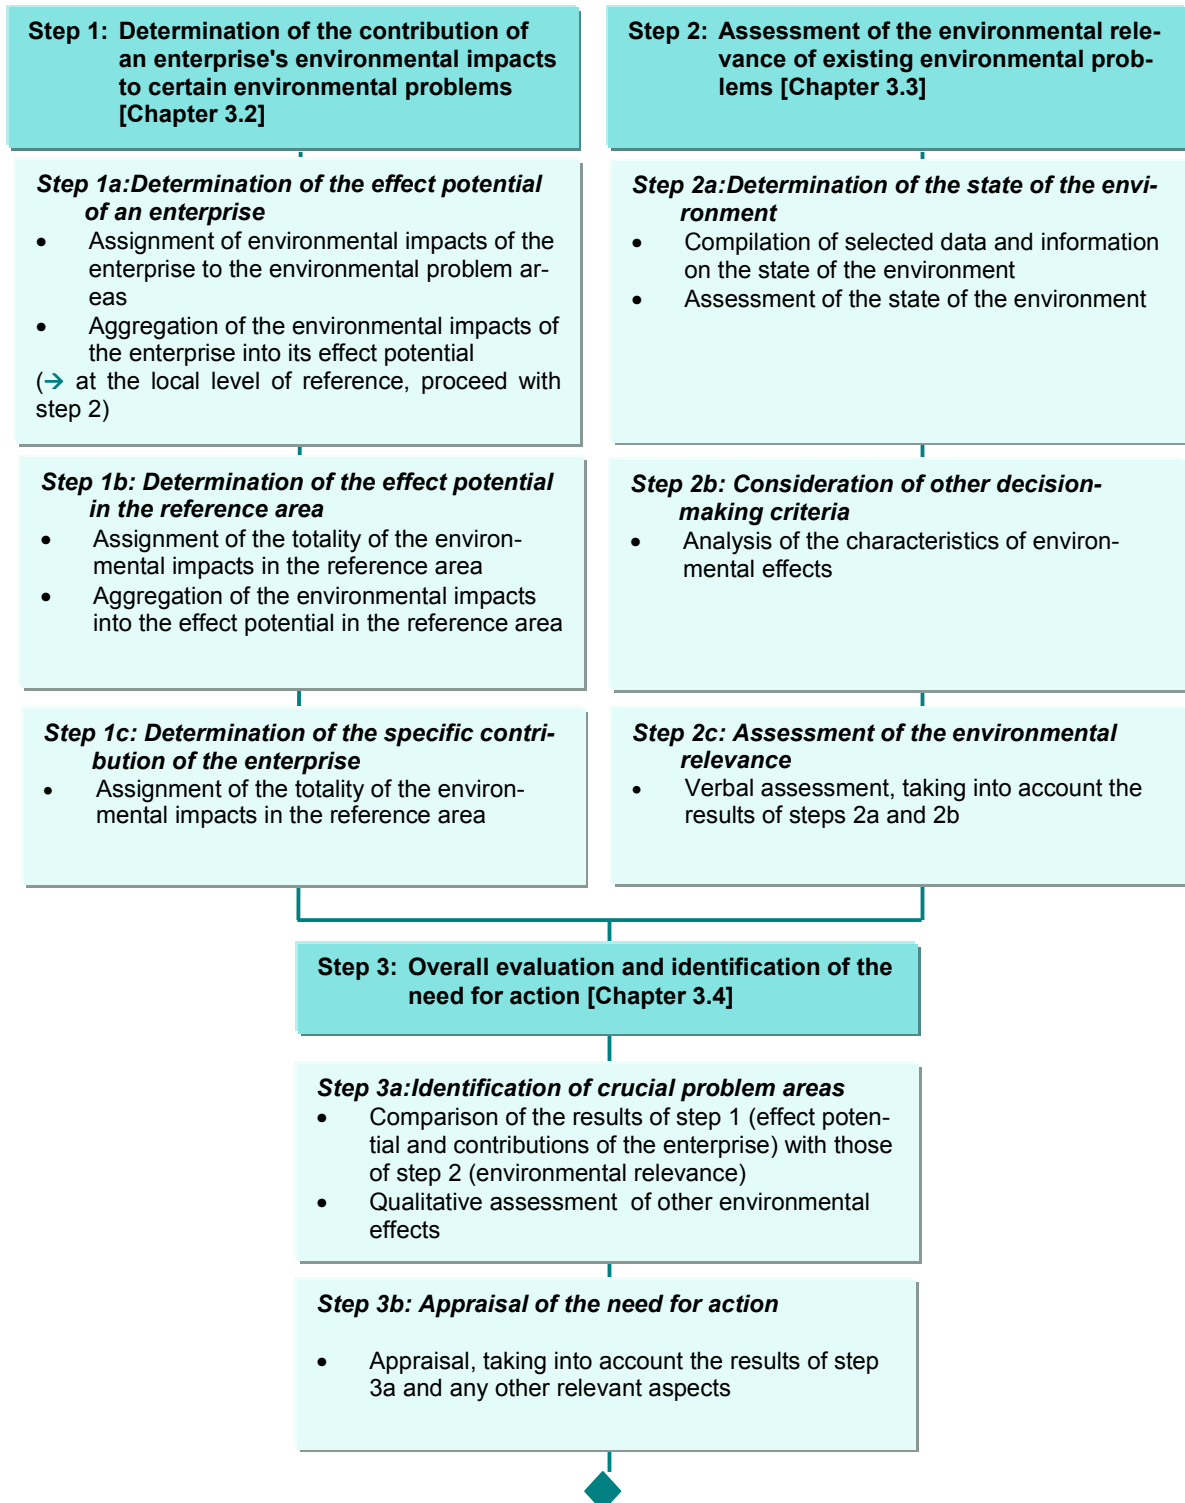 Step 1: Determination of the contribution of
an enterprise's environmental impacts
to certain environmental problems
[Chapter 3.2]
Step 1a:Determination of the effect potential
of an enterprise
• Assignment of environmental impacts of the
enterprise to the environmental problem ar-
eas
• Aggregation of the environmental impacts of
the enterprise into its effect potential
(→ at the local level of reference, proceed with
step 2)
Step 1b: Determination of the effect potential
in the reference area
• Assignment of the totality of the environ-
mental impacts in the reference area
• Aggregation of the environmental impacts
into the effect potential in the reference area
Step 1c: Determination of the specific contri-
bution of the enterprise
• Assignment of the totality of the environ-
mental impacts in the reference area
Step 2: Assessment of the environmental rele-
vance of existing environmental prob-
lems [Chapter 3.3]
Step 2a:Determination of the state of the envi-
ronment
• Compilation of selected data and information
on the state of the environment
• Assessment of the state of the environment
Step 2b: Consideration of other decision-
making criteria
• Analysis of the characteristics of environ-
mental effects
Step 2c: Assessment of the environmental
relevance
• Verbal assessment, taking into account the
results of steps 2a and 2b
Step 3: Overall evaluation and identification of the
need for action [Chapter 3.4]
Step 3a:Identification of crucial problem areas
• Comparison of the results of step 1 (effect poten-
tial and contributions of the enterprise) with those
of step 2 (environmental relevance)
• Qualitative assessment of other environmental
effects
Step 3b: Appraisal of the need for action
• Appraisal, taking into account the results of step
3a and any other relevant aspects